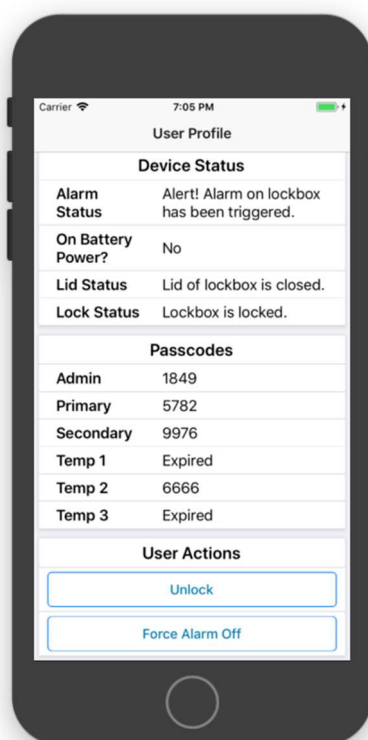 Carrier 7:05 PM
User Profile
Device Status
Alarm Status Alert! Alarm on lockbox has been triggered.
On Battery Power? No
Lid Status Lid of lockbox is closed.
Lock Status Lockbox is locked.
Passcodes
Admin 1849
Primary 5782
Secondary 9976
Temp 1 Expired
Temp 2 6666
Temp 3 Expired
User Actions
Unlock
Force Alarm Off